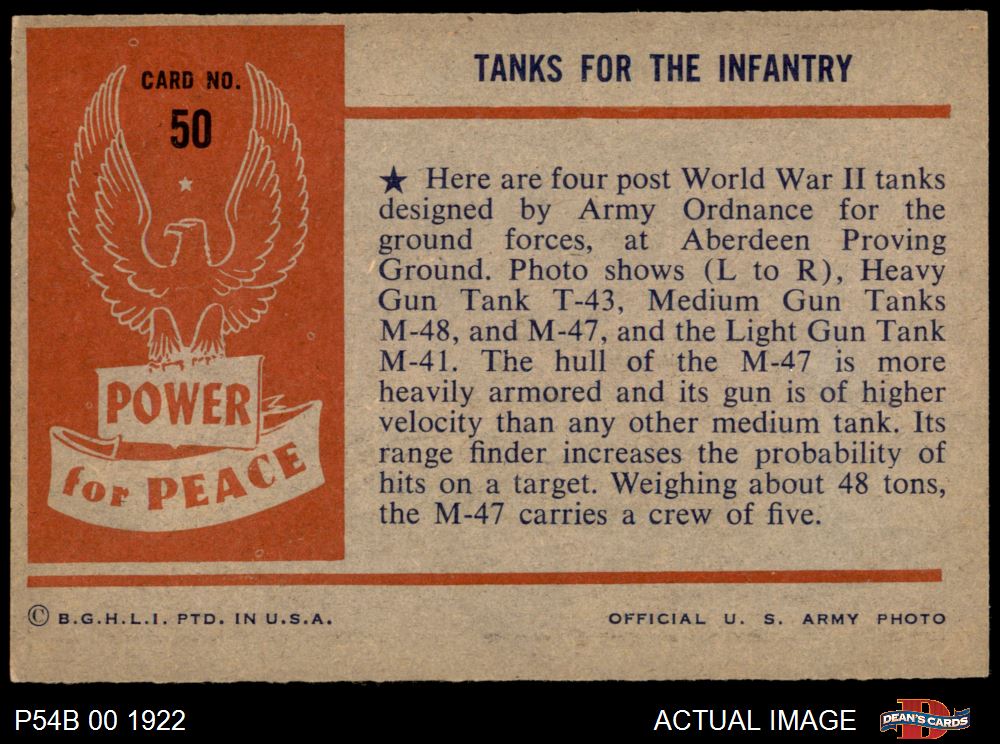 CARD NO.
50
POWER
for PEACE
TANKS FOR THE INFANTRY
★ Here are four post World War II tanks
designed by Army Ordnance for the
ground forces, at Aberdeen Proving
Ground. Photo shows (L to R), Heavy
Gun Tank T-43, Medium Gun Tanks
M-48, and M-47, and the Light Gun Tank
M-41. The hull of the M-47 is more
heavily armored and its gun is of higher
velocity than any other medium tank. Its
range finder increases the probability of
hits on a target. Weighing about 48 tons,
the M-47 carries a crew of five.
© B.G.H.L.I. PTD. IN U.S.A.
OFFICIAL U. S. ARMY PHOTO
P54B 00 1922
ACTUAL IMAGE
DEAN'S CARDS